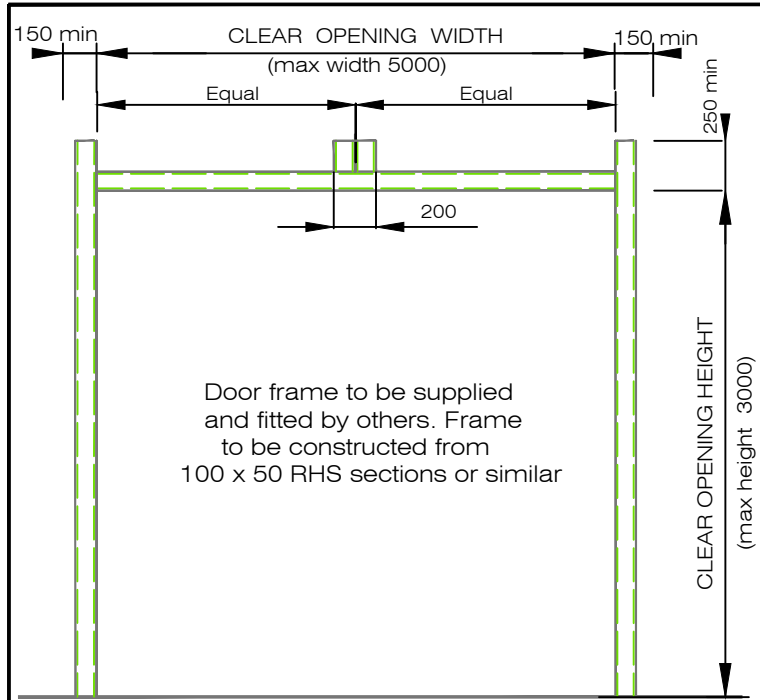 150 min
CLEAR OPENING WIDTH
150 min
(max width 5000)
Equal
Equal
250 min
200
Door frame to be supplied
and fitted by others. Frame
to be constructed from
100 x 50 RHS sections or similar
CLEAR OPENING HEIGHT
(max height 3000)